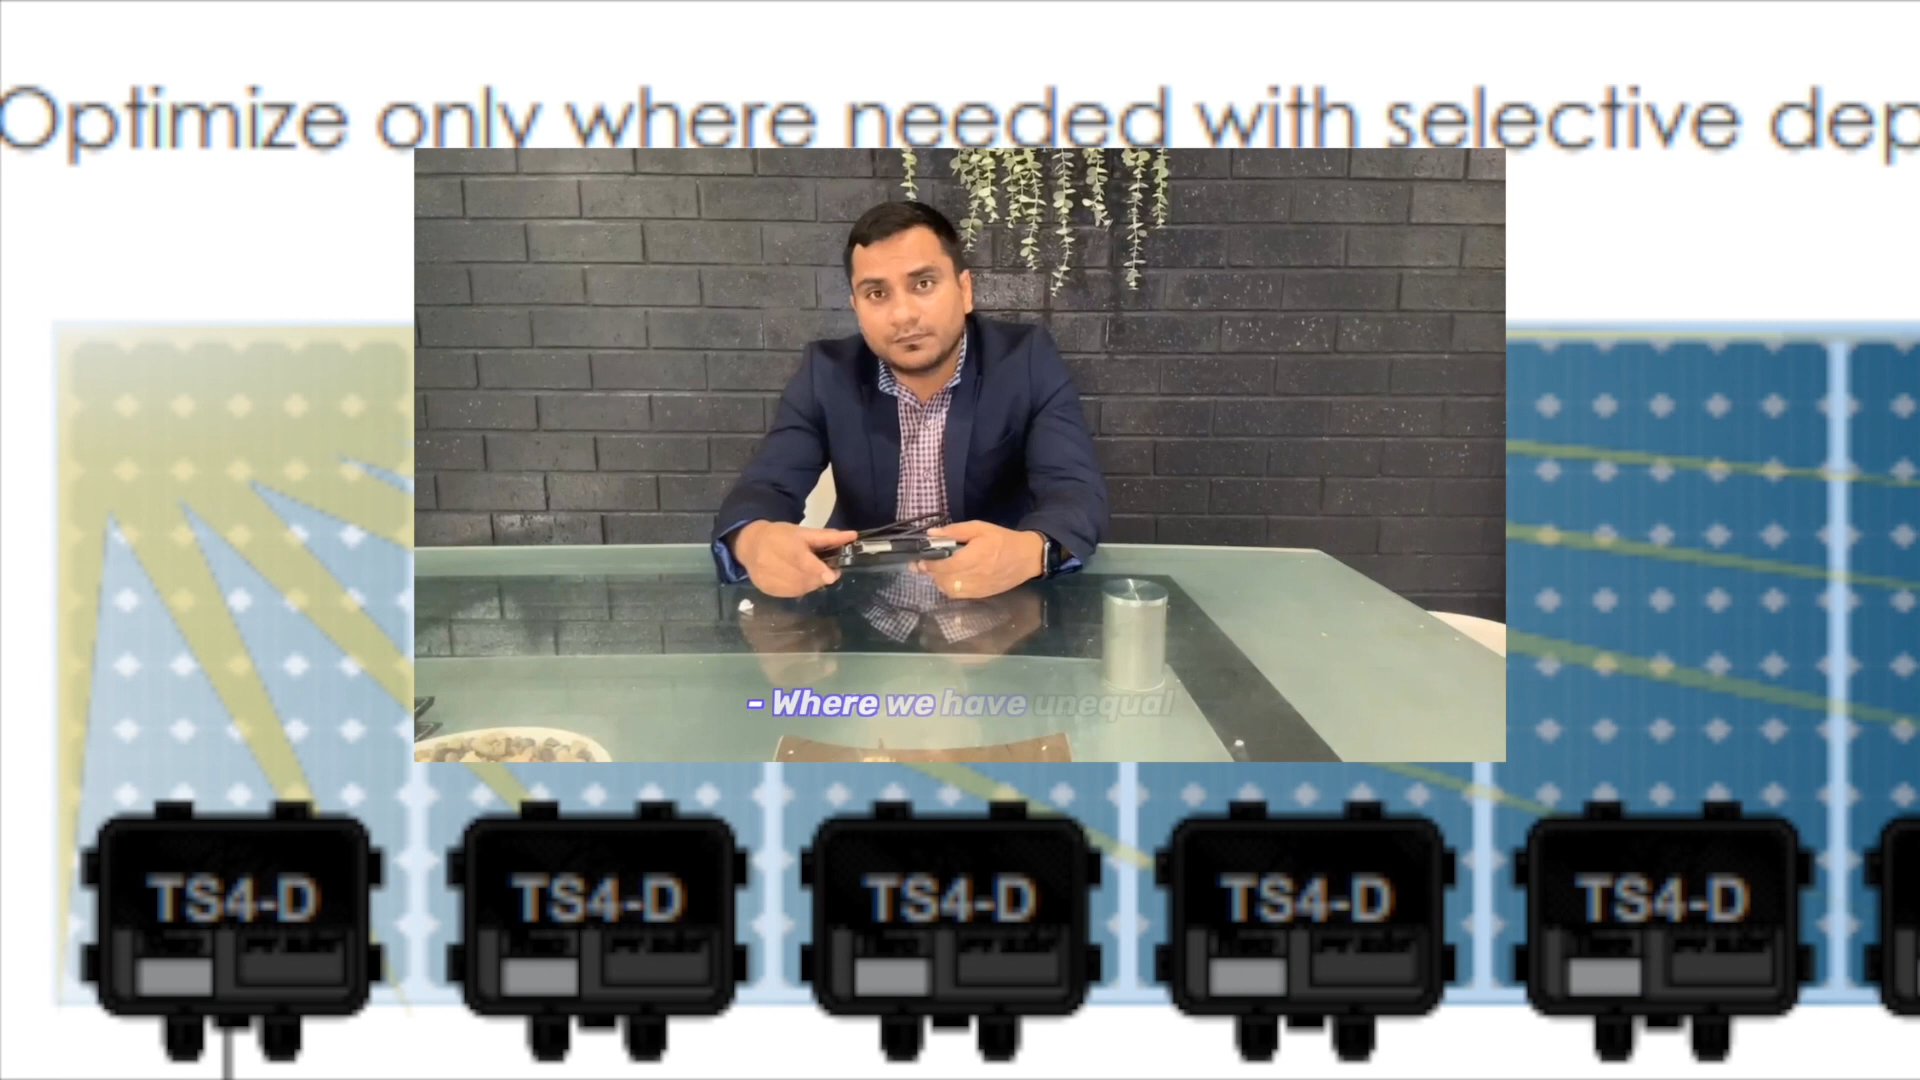 Optimize only where needed with selective dep
- Where we have unequal
TS4-D TS4-D TS4-D TS4-D TS4-D